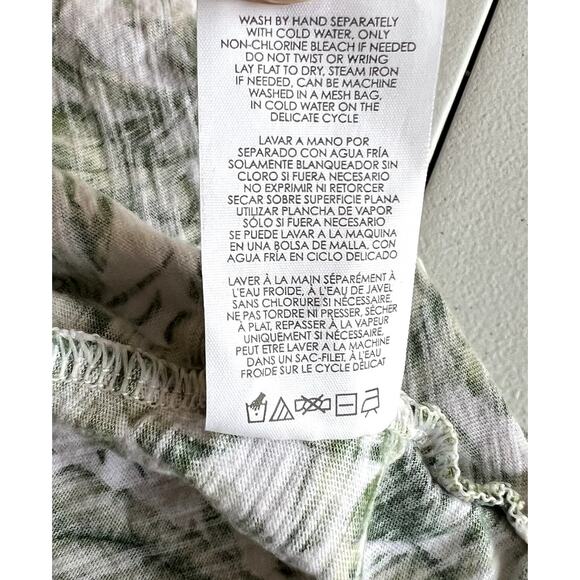 WASH BY HAND SEPARATELY
WITH COLD WATER, ONLY
NON-CHLORINE BLEACH IF NEEDED
DO NOT TWIST OR WRING
LAY FLAT TO DRY, STEAM IRON
IF NEEDED, CAN BE MACHINE
WASHED IN A MESH BAG,
IN COLD WATER ON THE
DELICATE CYCLE
LAVAR A MANO POR
SEPARADO CON AGUA FRÍA
SOLAMENTE BLANQUEADOR SIN
CLORO SI FUERA NECESARIO
NO EXPRIMIR NI RETORCER
SECAR SOBRE SUPERFICIE PLANA
UTILIZAR PLANCHA DE VAPOR
SÓLO SI FUERA NECESARIO
SE PUEDE LAVAR A LA MAQUINA
EN UNA BOLSA DE MALLA, CON
AGUA FRÍA EN CICLO DELICADO
LAVER À LA MAIN SÉPARÉMENT À
L'EAU FROIDE, À L'EAU DE JAVEL
SANS CHLORURE SI NÉCESSAIRE,
NE PAS TORDRE NI PRESSER, SÉCHER
À PLAT, REPASSER À LA VAPEUR
UNIQUEMENT SI NÉCESSAIRE,
PEUT ETRE LAVER A LA MACHINE
DANS UN SAC-FILET, À L'EAU
FROIDE SUR LE CYCLE DÉLICAT